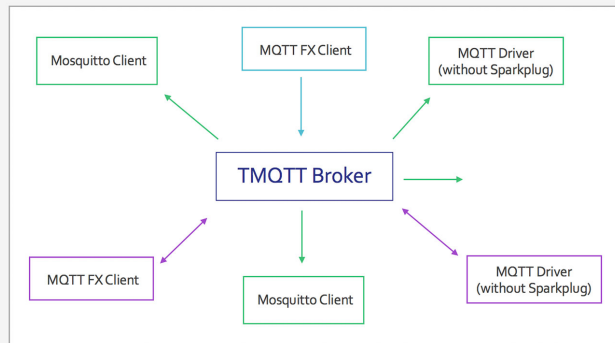 Mosquitto Client
MQTT FX Client
MQTT Driver
(without Sparkplug)
TMQTT Broker
MQTT FX Client
Mosquitto Client
MQTT Driver
(without Sparkplug)